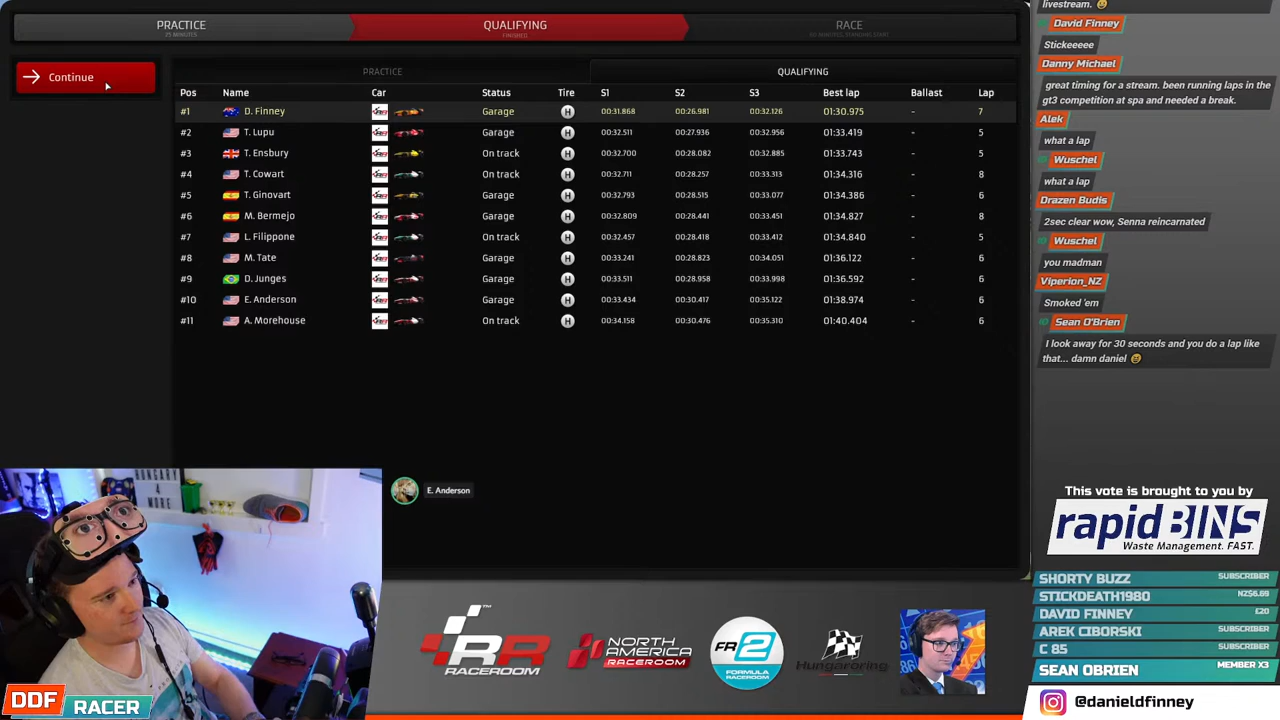 PRACTICE
25 MINUTES
QUALIFYING
FINISHED
RACE
60 MINUTES, STANDING START
Continue
PRACTICE
QUALIFYING
Pos Name Car Status Tire S1 S2 S3 Best lap Ballast Lap
#1 D. Finney Garage H 00:31.868 00:26.981 00:32.126 01:30.975 - 7
#2 T. Lupu Garage H 00:32.511 00:27.936 00:32.956 01:33.419 - 5
#3 T. Ensbury On track H 00:32.700 00:28.082 00:32.885 01:33.743 - 5
#4 T. Cowart On track H 00:32.711 00:28.257 00:33.313 01:34.316 - 8
#5 T. Ginovart Garage H 00:32.793 00:28.515 00:33.077 01:34.386 - 6
#6 M. Bermejo Garage H 00:32.809 00:28.441 00:33.451 01:34.827 - 8
#7 L. Filippone On track H 00:32.457 00:28.418 00:33.412 01:34.840 - 5
#8 M. Tate Garage H 00:33.241 00:28.823 00:34.051 01:36.122 - 6
#9 D. Junges Garage H 00:33.511 00:28.958 00:33.998 01:36.592 - 6
#10 E. Anderson Garage H 00:33.434 00:30.417 00:35.122 01:38.974 - 6
#11 A. Morehouse On track H 00:34.158 00:30.476 00:35.310 01:40.404 - 6
E. Anderson
HUNGARY
& MORE
DDF RACER
RR
RACEROOM
NORTH
AMERICA
RACEROOM
FR2
FORMULA
RACEROOM
Hungaroring
livestream. 😀
David Finney
Stickeeeee
Danny Michael
great timing for a stream. been running laps in the
gt3 competition at spa and needed a break.
Alek
what a lap
Wuschel
what a lap
Drazen Budis
2sec clear wow, Senna reincarnated
Wuschel
you madman
Viperion_NZ
Smoked 'em
Sean O'Brien
I look away for 30 seconds and you do a lap like
that... damn daniel 😅
This vote is brought to you by
rapidBINS
Waste Management. FAST.
SHORTY BUZZ SUBSCRIBER
STICKDEATH1980 NZ$6.69
DAVID FINNEY £20
AREK CIBORSKI SUBSCRIBER
C 85 SUBSCRIBER
SEAN OBRIEN MEMBER X3
@danieldfinney